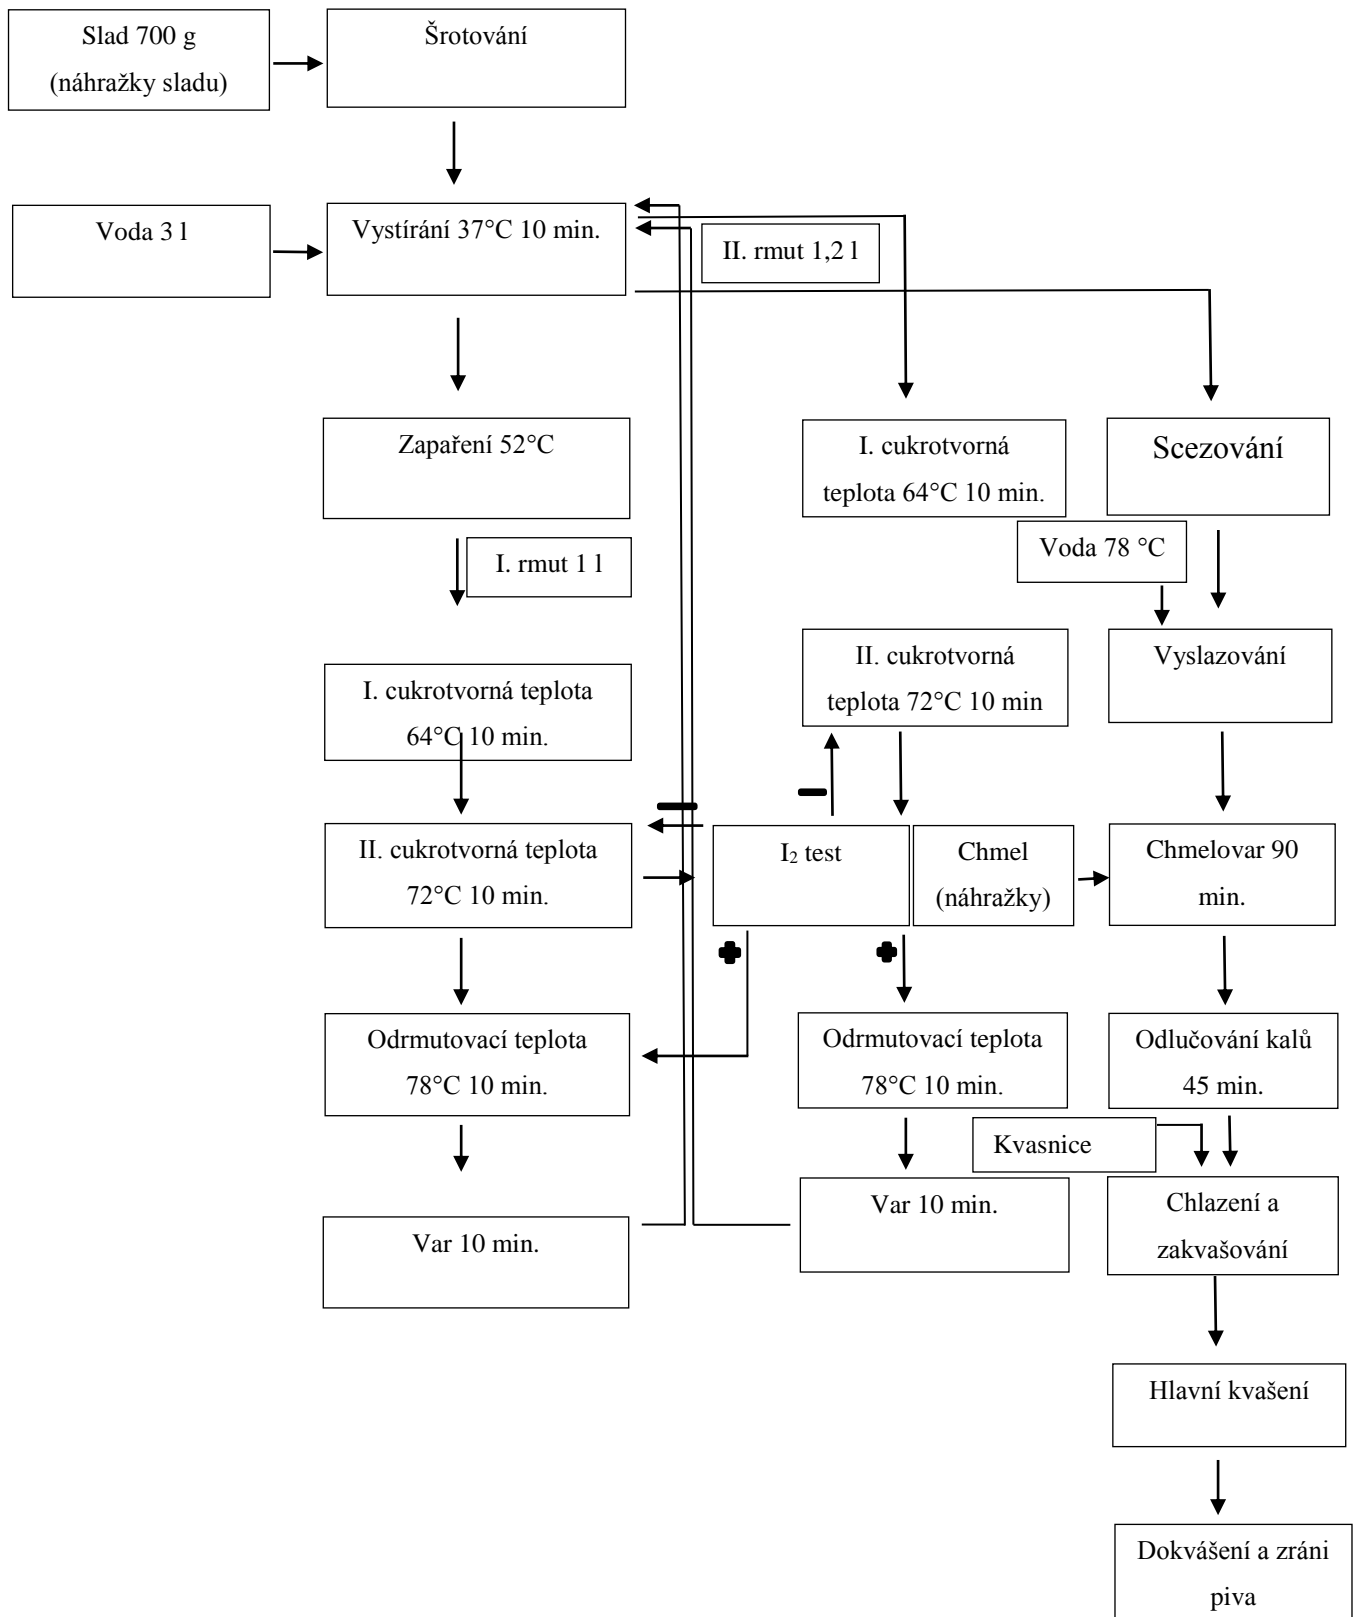 Slad 700 g
(náhražky sladu)
Šrotování
Voda 3 l
Vystírání 37°C 10 min.
II. rmut 1,2 l
Zapaření 52°C
I. cukrotvorná
teplota 64°C 10 min.
Scezování
Voda 78 °C
I. rmut 1 l
II. cukrotvorná
teplota 72°C 10 min
Vyslazování
I. cukrotvorná teplota
64°C 10 min.
II. cukrotvorná teplota
72°C 10 min.
I₂ test
Chmel
(náhražky)
Chmelovar 90
min.
Odrmutovací teplota
78°C 10 min.
Odrmutovací teplota
78°C 10 min.
Odlučování kalů
45 min.
Kvasnice
Var 10 min.
Var 10 min.
Chlazení a
zakvašování
Hlavní kvašení
Dokvášení a zráni
piva